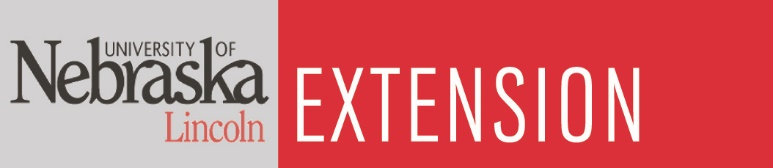 UNIVERSITY OF
Nebraska
Lincoln
EXTENSION